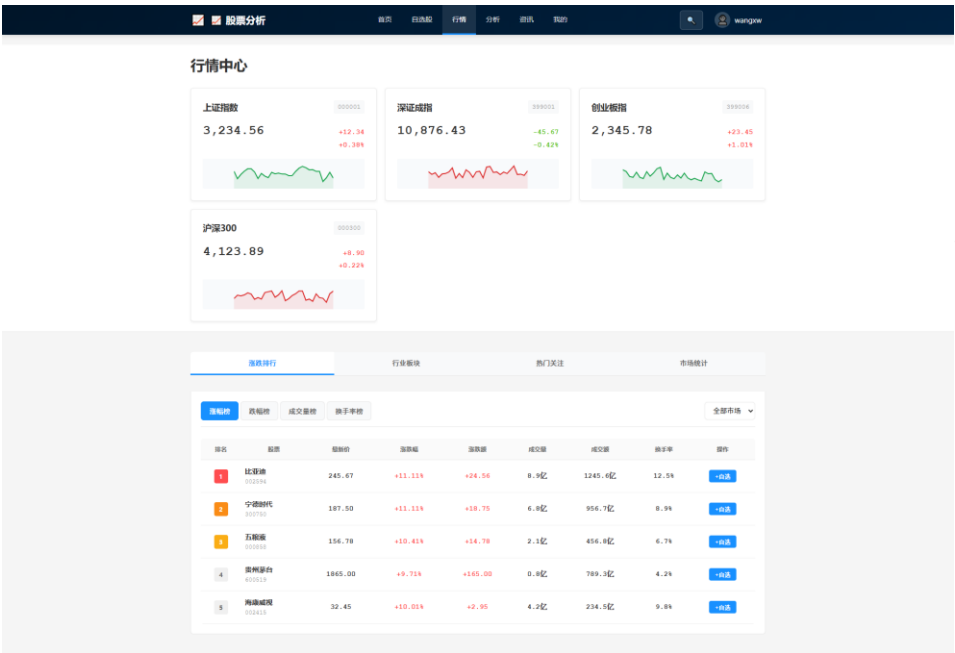 股票分析 首页 自选股 行情 分析 资讯 我的 wangxw
行情中心
上证指数 000001
3,234.56 +12.34
+0.38%
深证成指 399001
10,876.43 -45.67
-0.42%
创业板指 399006
2,345.78 +23.45
+1.01%
沪深300 000300
4,123.89 +8.90
+0.22%
涨跌排行 行业板块 热门关注 市场统计
涨幅榜 跌幅榜 成交量榜 换手率榜 全部市场
排名 股票 最新价 涨跌幅 涨跌额 成交量 成交额 换手率 操作
1 比亚迪 245.67 +11.11% +24.56 8.9亿 1245.6亿 12.5% +自选
002594
2 宁德时代 187.50 +11.11% +18.75 6.8亿 956.7亿 8.9% +自选
300750
3 五粮液 156.78 +10.41% +14.78 2.1亿 456.8亿 6.7% +自选
000858
4 贵州茅台 1865.00 +9.71% +165.00 0.8亿 789.3亿 4.2% +自选
600519
5 海康威视 32.45 +10.01% +2.95 4.2亿 234.5亿 9.8% +自选
002415